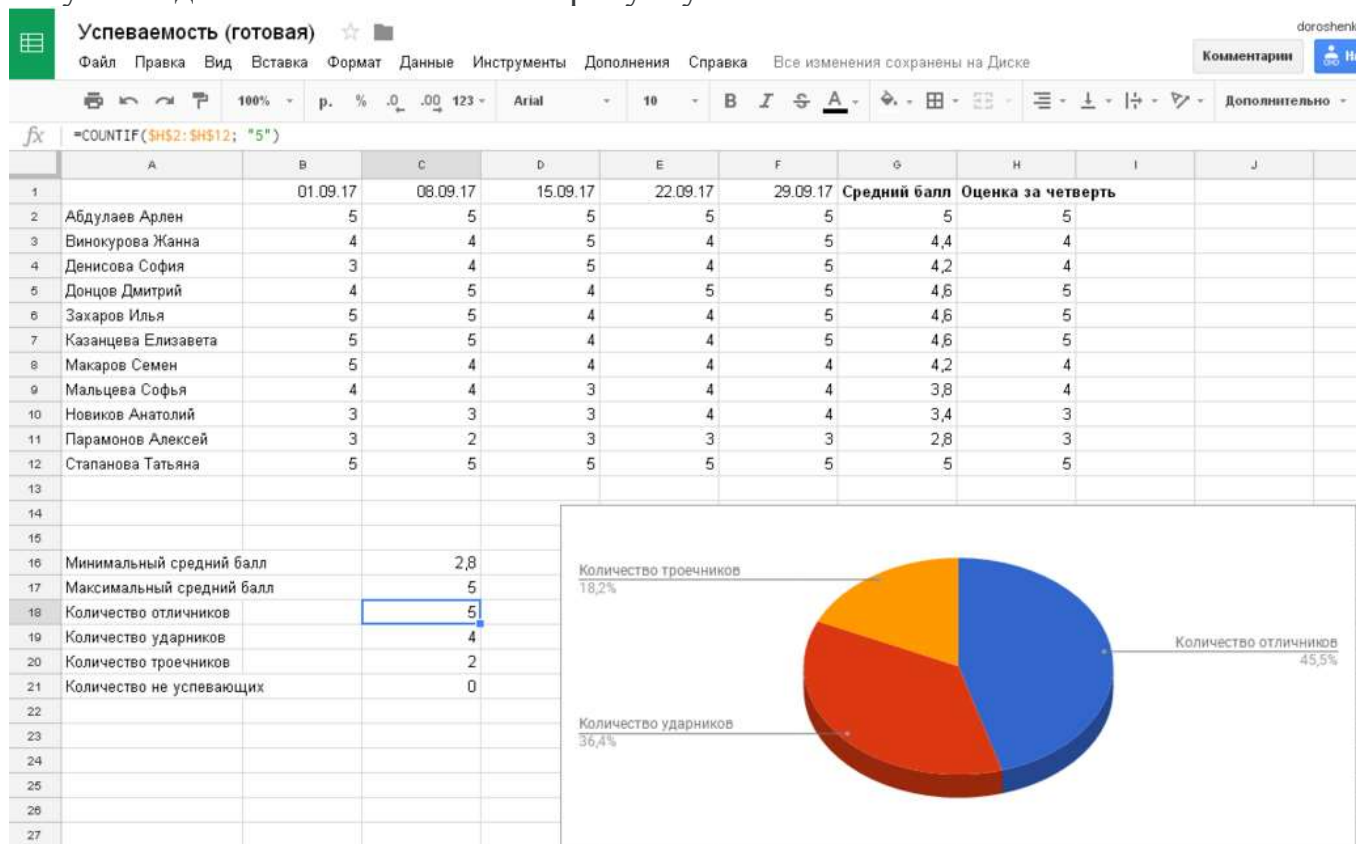 Успеваемость (готовая)
doroshenk
Файл Правка Вид Вставка Формат Данные Инструменты Дополнения Справка Все изменения сохранены на Диске
Комментарии
100% р. % .0 .00 123 Arial 10 B I S A Дополнительно
fx =COUNTIF($H$2:$H$12; "5")
A B C D E F G H I J
1 01.09.17 08.09.17 15.09.17 22.09.17 29.09.17 Средний балл Оценка за четверть
2 Абдулаев Арлен 5 5 5 5 5 5 5
3 Винокурова Жанна 4 4 5 4 5 4,4 4
4 Денисова София 3 4 5 4 5 4,2 4
5 Донцов Дмитрий 4 5 4 5 5 4,6 5
6 Захаров Илья 5 5 4 4 5 4,6 5
7 Казанцева Елизавета 5 5 4 4 5 4,6 5
8 Макаров Семен 5 4 4 4 4 4,2 4
9 Мальцева Софья 4 4 3 4 4 3,8 4
10 Новиков Анатолий 3 3 3 4 4 3,4 3
11 Парамонов Алексей 3 2 3 3 3 2,8 3
12 Стапанова Татьяна 5 5 5 5 5 5 5
13
14
15
16 Минимальный средний балл 2,8
17 Максимальный средний балл 5
18 Количество отличников 5
19 Количество ударников 4
20 Количество троечников 2
21 Количество не успевающих 0
22
23
24
25
26
27
Количество троечников
18,2%
Количество отличников
45,5%
Количество ударников
36,4%